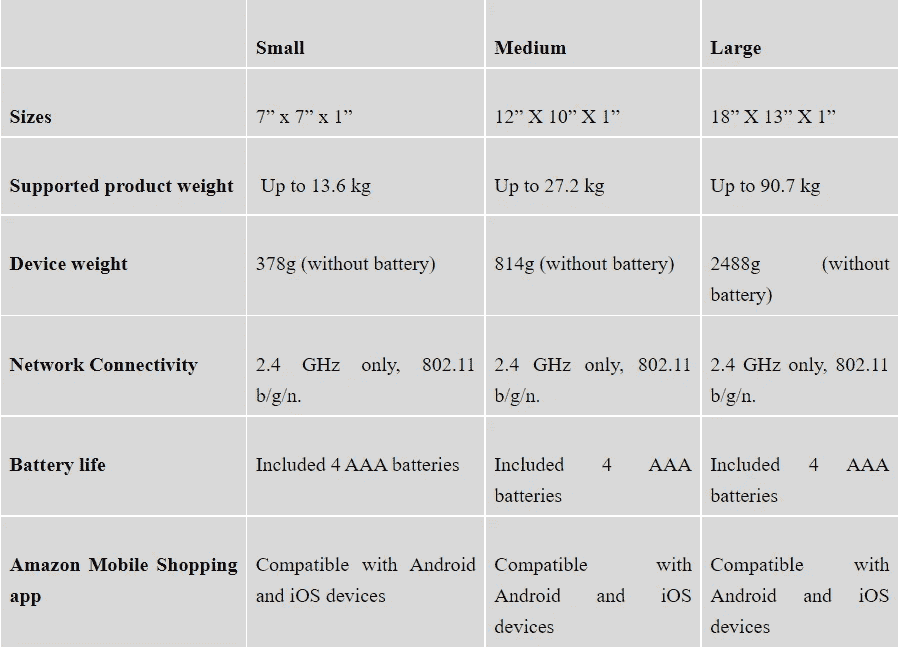 Small Medium Large
Sizes 7” x 7” x 1” 12” X 10” X 1” 18” X 13” X 1”
Supported product weight Up to 13.6 kg Up to 27.2 kg Up to 90.7 kg
Device weight 378g (without battery) 814g (without battery) 2488g (without
battery)
Network Connectivity 2.4 GHz only, 802.11 2.4 GHz only, 802.11 2.4 GHz only, 802.11
b/g/n. b/g/n. b/g/n.
Battery life Included 4 AAA batteries Included 4 AAA Included 4 AAA
batteries batteries
Amazon Mobile Shopping Compatible with Android Compatible with Compatible with
app and iOS devices Android and iOS Android and iOS
devices devices